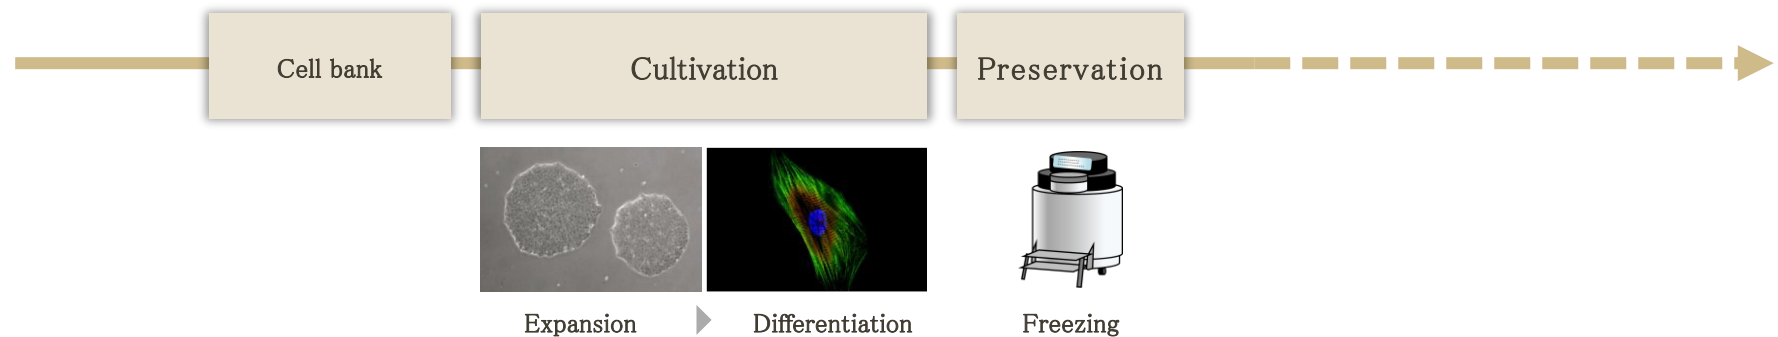 Cell bank
Cultivation
Preservation
Expansion
Differentiation
Freezing